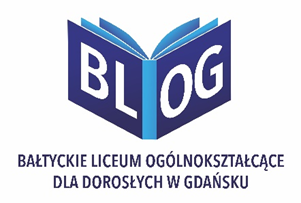 BLOG
BAŁTYCKIE LICEUM OGÓLNOKSZTAŁCĄCE
DLA DOROSŁYCH W GDAŃSKU